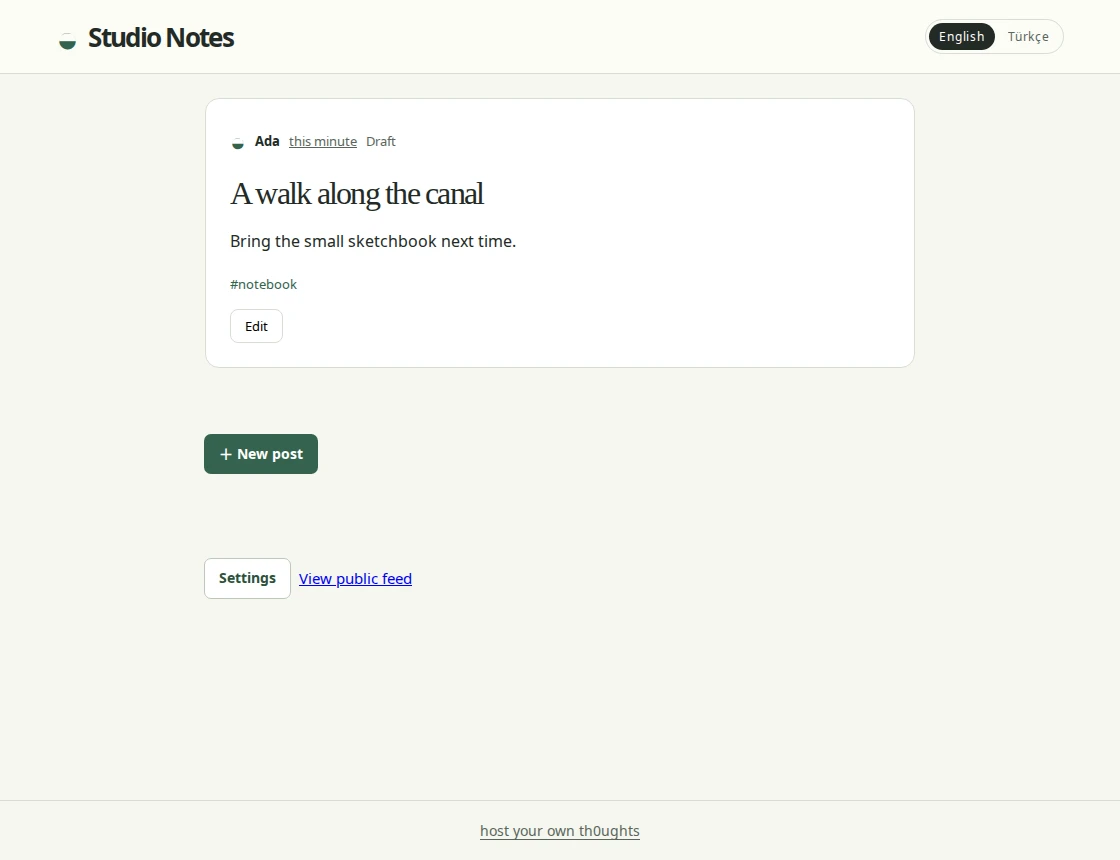 Studio Notes
English Türkçe
Ada this minute Draft
A walk along the canal
Bring the small sketchbook next time.
#notebook
Edit
+ New post
Settings View public feed
host your own th0ughts